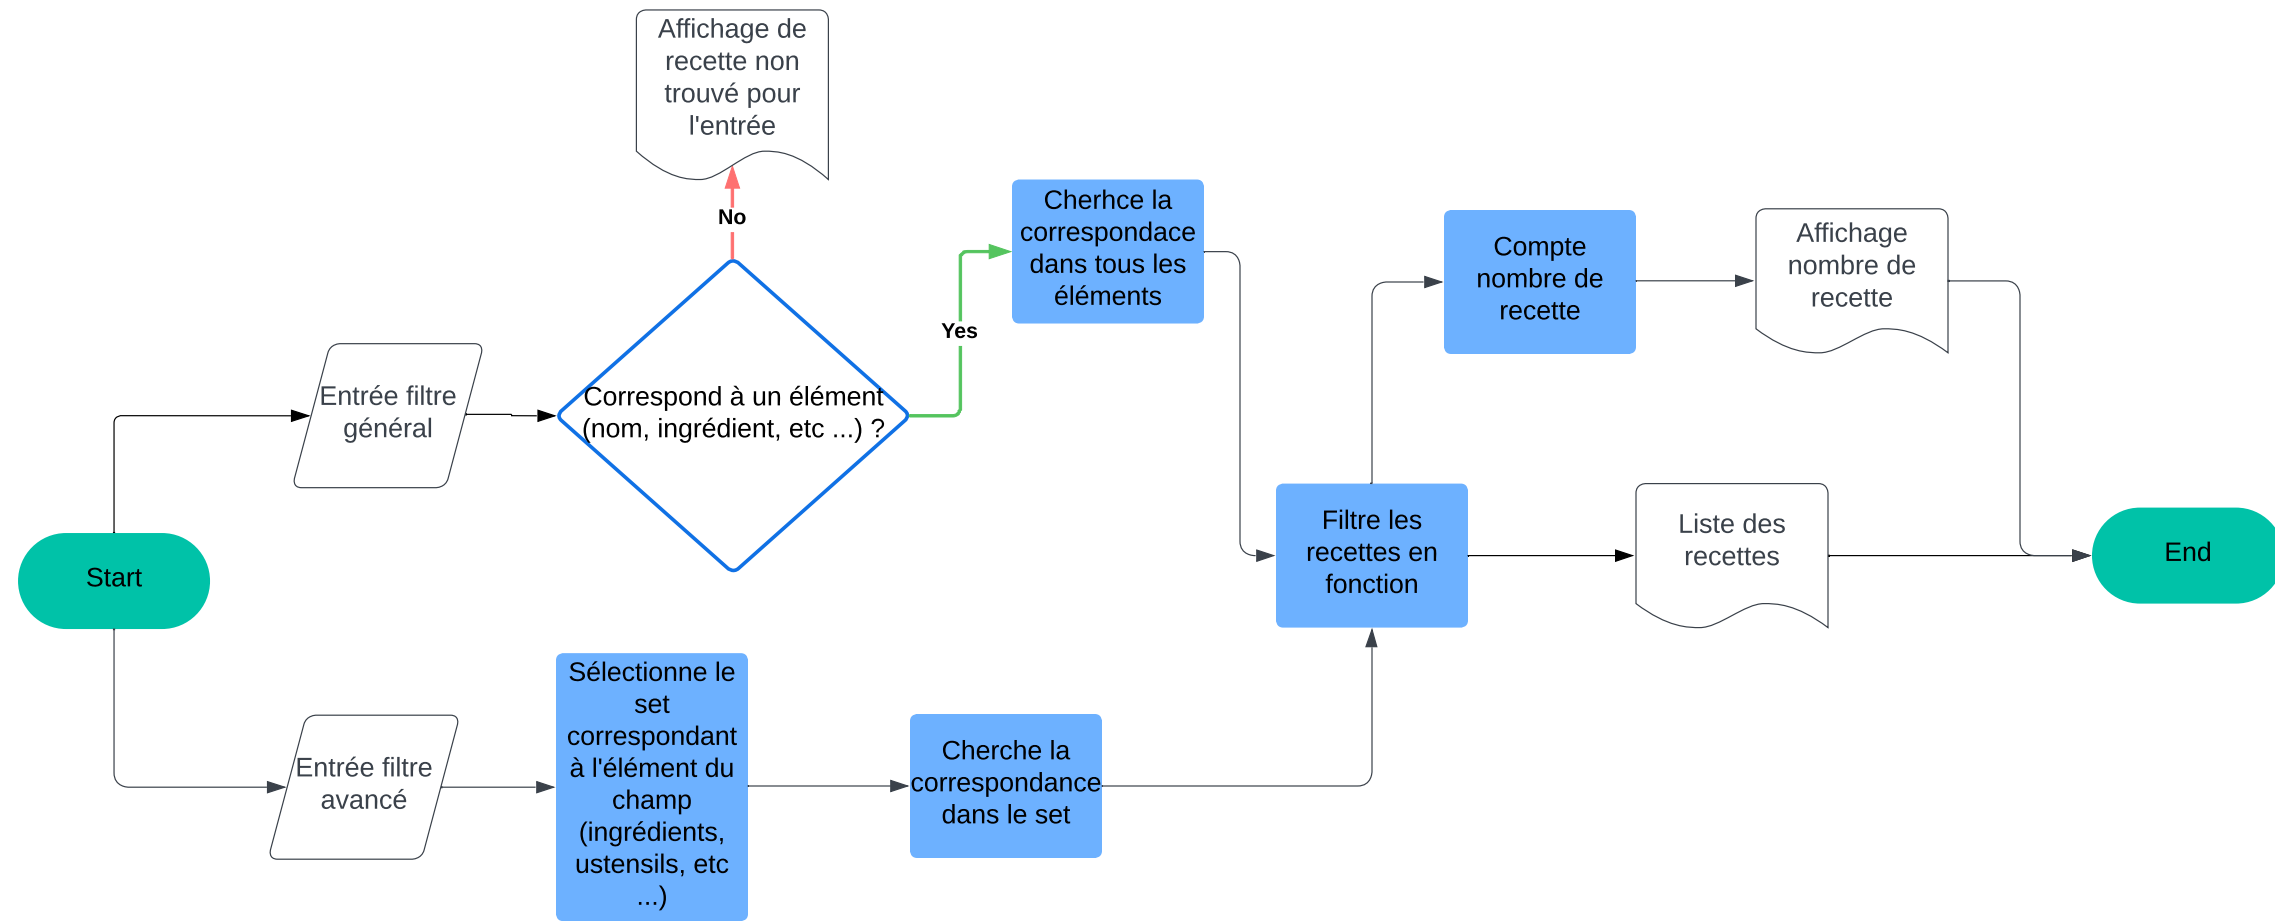 Affichage de
recette non
trouvé pour
l'entrée
No
Cherhce la
correspondace
dans tous les
éléments
Compte
nombre de
recette
Affichage
nombre de
recette
Yes
Entrée filtre
général
Correspond à un élément
(nom, ingrédient, etc ...) ?
Start
Filtre les
recettes en
fonction
Liste des
recettes
End
Entrée filtre
avancé
Sélectionne le
set
correspondant
à l'élément du
champ
(ingrédients,
ustensils, etc
...)
Cherche la
correspondance
dans le set